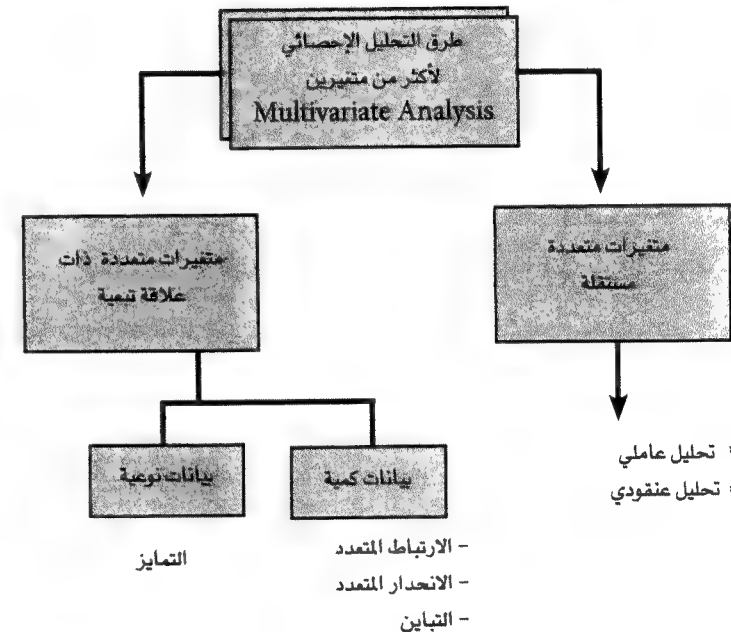 طرق التحليل الإحصائي
لأكثر من متغيرين
Multivariate Analysis
متغيرات متعددة
مستقلة
متغيرات متعددة ذات
علاقة تبعية
* تحليل عاملي
* تحليل عنقودي
بيانات كمية
بيانات نوعية
- الارتباط المتعدد
- الانحدار المتعدد
- التباين
التمايز